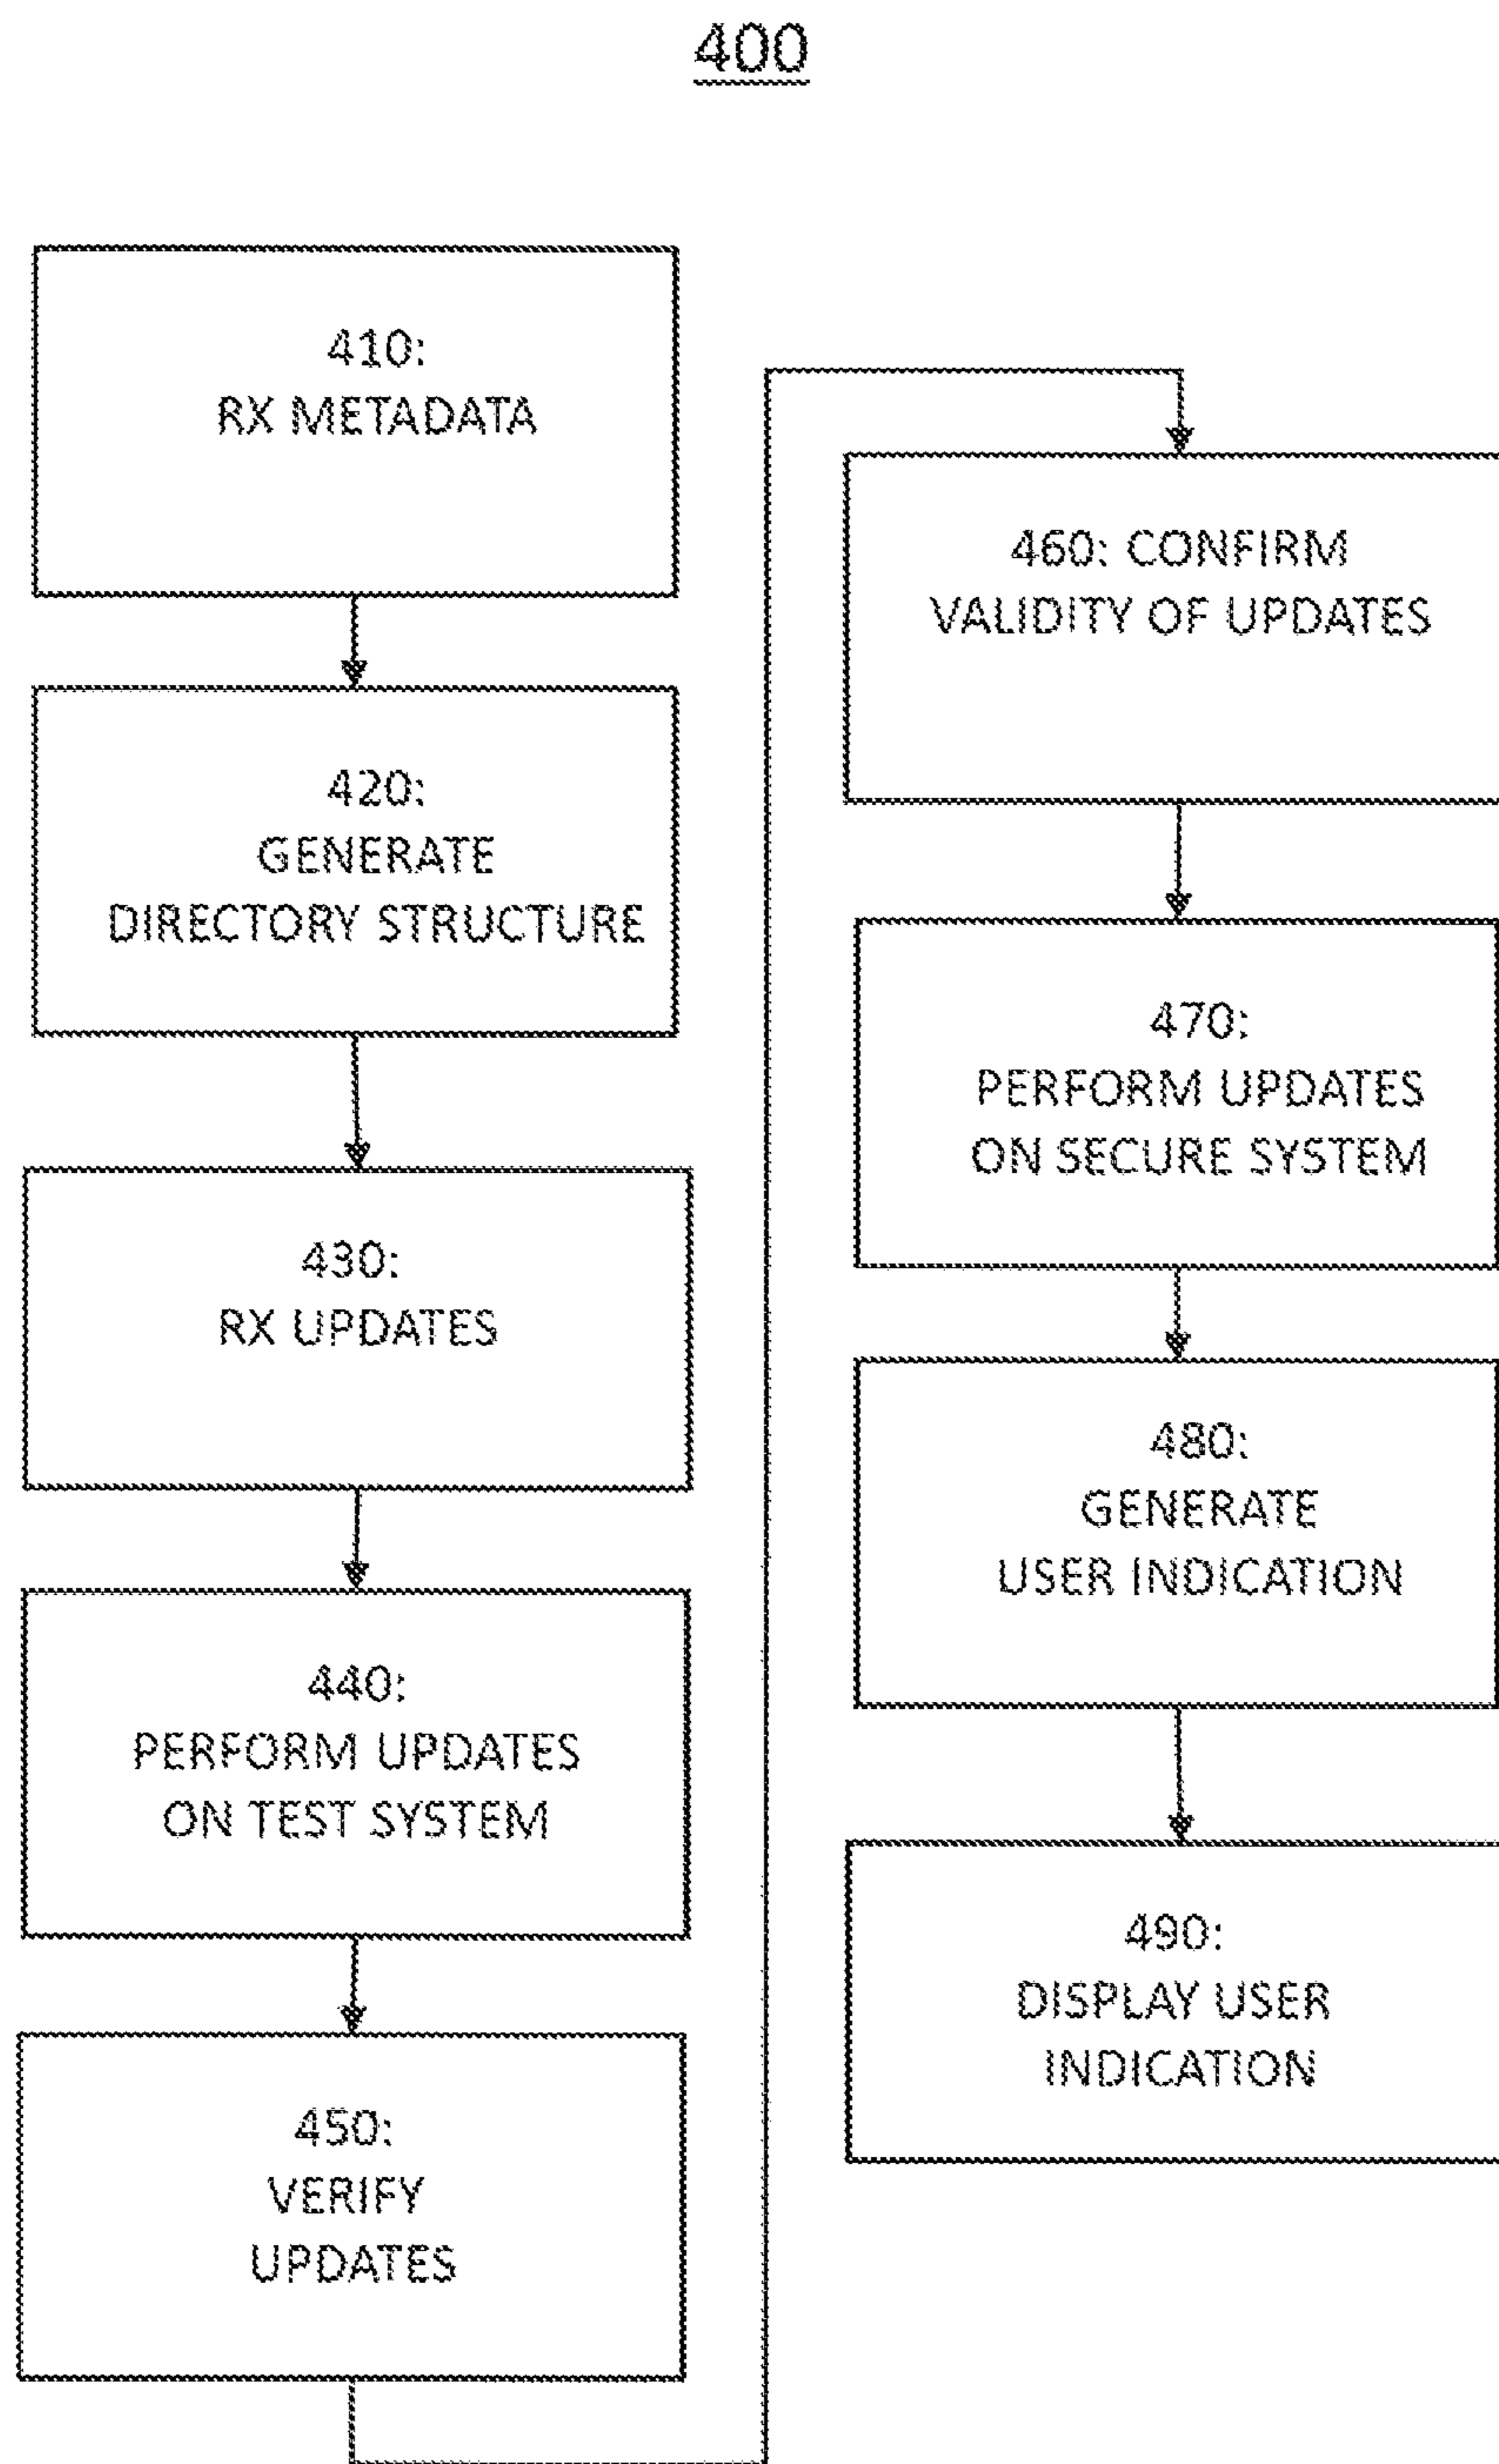 400
410:
RX METADATA
420:
GENERATE
DIRECTORY STRUCTURE
430:
RX UPDATES
440:
PERFORM UPDATES
ON TEST SYSTEM
450:
VERIFY
UPDATES
460: CONFIRM
VALIDITY OF UPDATES
470:
PERFORM UPDATES
ON SECURE SYSTEM
480:
GENERATE
USER INDICATION
490:
DISPLAY USER
INDICATION